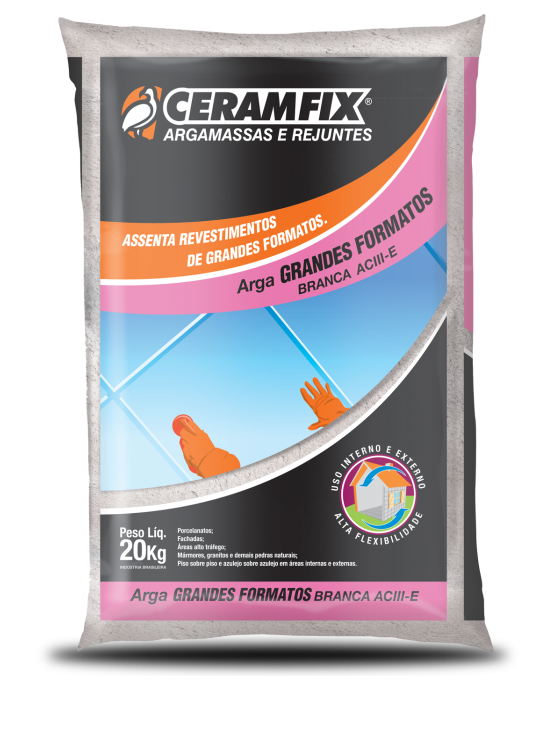 CERAMFIX®
ARGAMASSAS E REJUNTES
ASSENTA REVESTIMENTOS
DE GRANDES FORMATOS.
Arga GRANDES FORMATOS
BRANCA ACIII-E
USO INTERNO E EXTERNO
ALTA FLEXIBILIDADE
Peso Líq.
20Kg
INDÚSTRIA BRASILEIRA
Porcelanatos;
Fachadas;
Áreas alto tráfego;
Mármores, granitos e demais pedras naturais;
Piso sobre piso e azulejo sobre azulejo em áreas internas e externas.
Arga GRANDES FORMATOS BRANCA ACIII-E